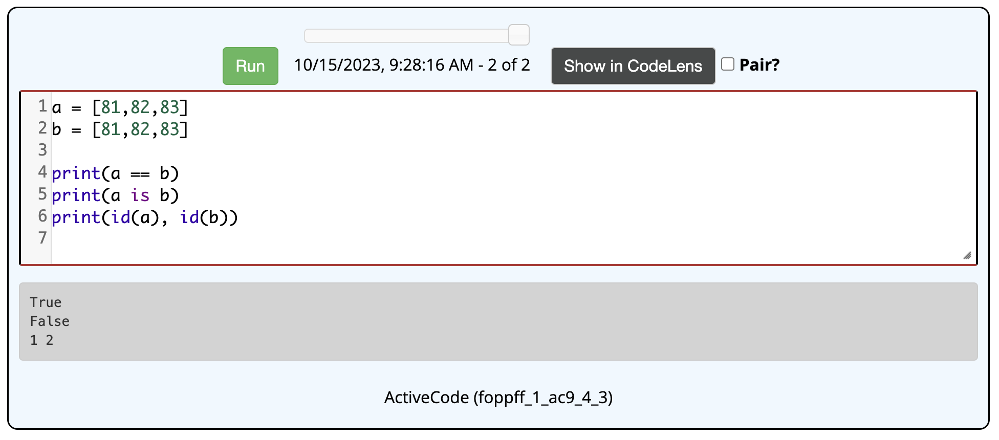 Run 10/15/2023, 9:28:16 AM - 2 of 2 Show in CodeLens Pair?
1 a = [81,82,83]
2 b = [81,82,83]
3
4 print(a == b)
5 print(a is b)
6 print(id(a), id(b))
7
True
False
1 2
ActiveCode (foppff_1_ac9_4_3)